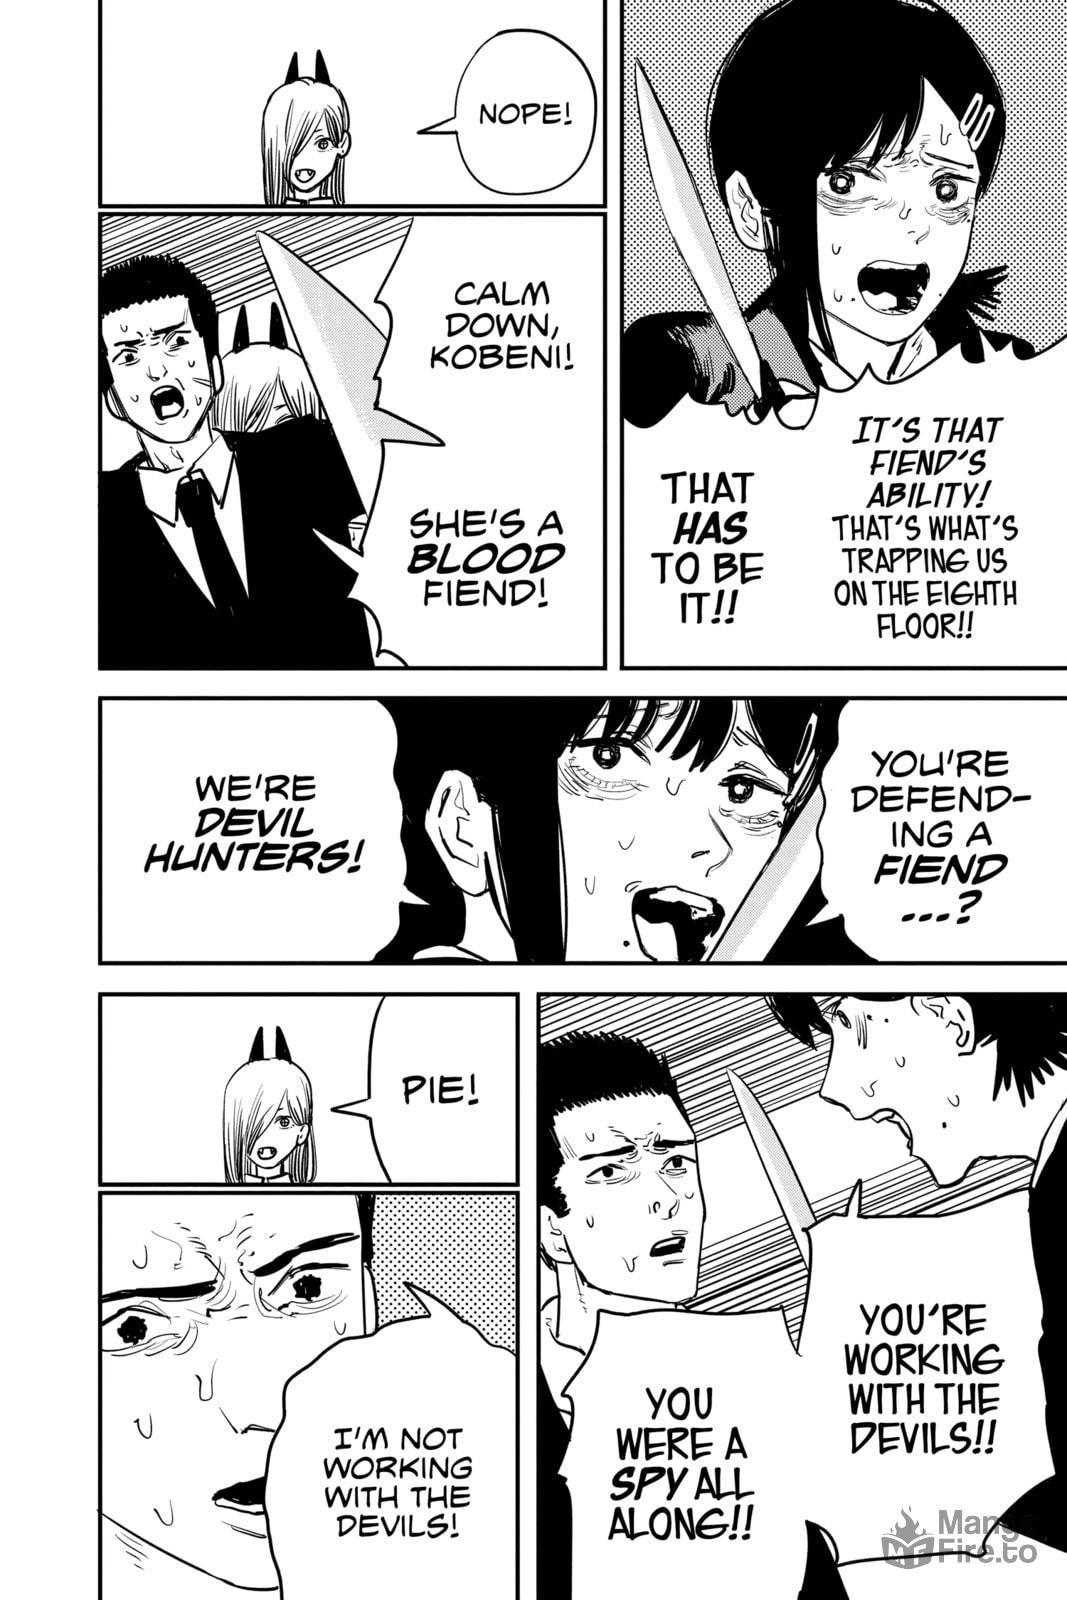 IT'S THAT
FIEND'S
ABILITY!
THAT'S WHAT'S
TRAPPING US
ON THE EIGHTH
FLOOR!!
THAT
HAS
TO BE
IT!!
NOPE!
CALM
DOWN,
KOBENI!
SHE'S A
BLOOD
FIEND!
YOU'RE
DEFEND-
ING A
FIEND
...?
WE'RE
DEVIL
HUNTERS!
YOU'RE
WORKING
WITH THE
DEVILS!!
YOU
WERE A
SPY ALL
ALONG!!
PIE!
I'M NOT
WORKING
WITH THE
DEVILS!
Manga
Fire.to
MF